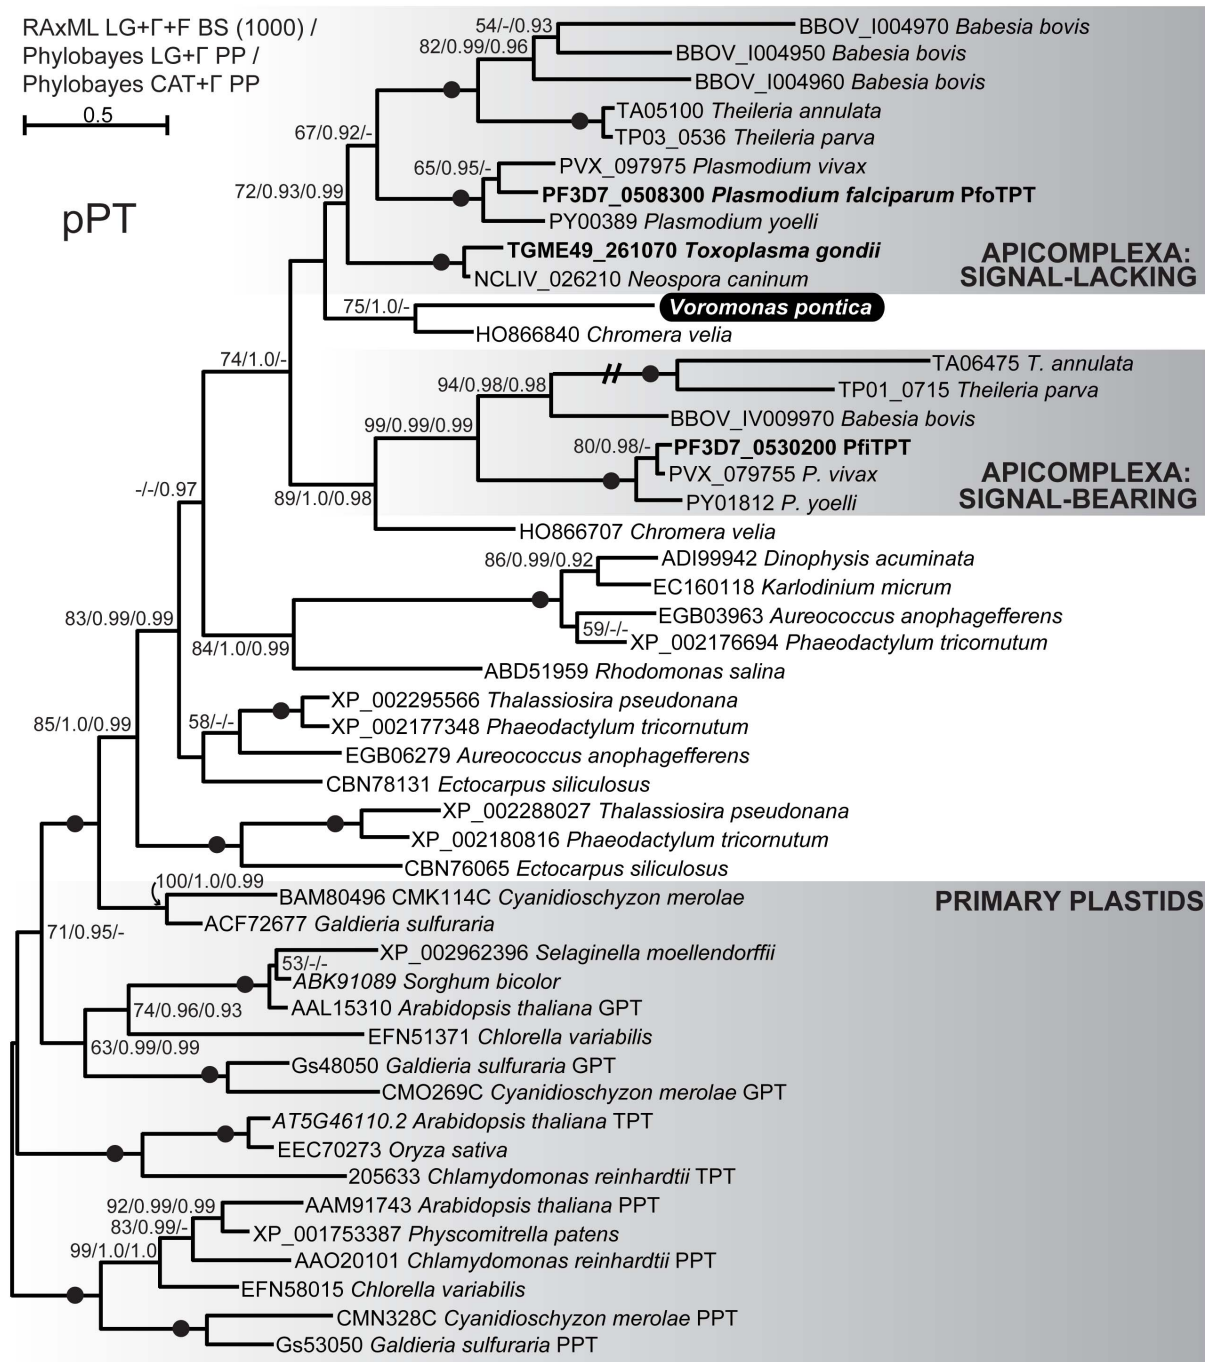 RAxML LG+Γ+F BS (1000) /
Phylobayes LG+Γ PP /
Phylobayes CAT+Γ PP
0.5
pPT
54/-/0.93
BBOV_I004970 Babesia bovis
82/0.99/0.96
BBOV_I004950 Babesia bovis
BBOV_I004960 Babesia bovis
TA05100 Theileria annulata
67/0.92/-
TP03_0536 Theileria parva
65/0.95/-
PVX_097975 Plasmodium vivax
72/0.93/0.99
PF3D7_0508300 Plasmodium falciparum PfoTPT
PY00389 Plasmodium yoelli
TGME49_261070 Toxoplasma gondii
NCLIV_026210 Neospora caninum
APICOMPLEXA:
SIGNAL-LACKING
75/1.0/-
Voromonas pontica
HO866840 Chromera velia
74/1.0/-
TA06475 T. annulata
94/0.98/0.98
TP01_0715 Theileria parva
BBOV_IV009970 Babesia bovis
99/0.99/0.99
80/0.98/-
PF3D7_0530200 PfiTPT
PVX_079755 P. vivax
PY01812 P. yoelli
APICOMPLEXA:
SIGNAL-BEARING
-/-/0.97
89/1.0/0.98
HO866707 Chromera velia
86/0.99/0.92
ADI99942 Dinophysis acuminata
EC160118 Karlodinium micrum
83/0.99/0.99
EGB03963 Aureococcus anophagefferens
59/-/-
XP_002176694 Phaeodactylum tricornutum
84/1.0/0.99
ABD51959 Rhodomonas salina
XP_002295566 Thalassiosira pseudonana
85/1.0/0.99
58/-/-
XP_002177348 Phaeodactylum tricornutum
EGB06279 Aureococcus anophagefferens
CBN78131 Ectocarpus siliculosus
XP_002288027 Thalassiosira pseudonana
XP_002180816 Phaeodactylum tricornutum
CBN76065 Ectocarpus siliculosus
100/1.0/0.99
BAM80496 CMK114C Cyanidioschyzon merolae
PRIMARY PLASTIDS
ACF72677 Galdieria sulfuraria
71/0.95/-
XP_002962396 Selaginella moellendorffii
53/-/-
ABK91089 Sorghum bicolor
74/0.96/0.93
AAL15310 Arabidopsis thaliana GPT
EFN51371 Chlorella variabilis
63/0.99/0.99
Gs48050 Galdieria sulfuraria GPT
CMO269C Cyanidioschyzon merolae GPT
AT5G46110.2 Arabidopsis thaliana TPT
EEC70273 Oryza sativa
205633 Chlamydomonas reinhardtii TPT
92/0.99/0.99
AAM91743 Arabidopsis thaliana PPT
83/0.99/-
XP_001753387 Physcomitrella patens
99/1.0/1.0
AAO20101 Chlamydomonas reinhardtii PPT
EFN58015 Chlorella variabilis
CMN328C Cyanidioschyzon merolae PPT
Gs53050 Galdieria sulfuraria PPT